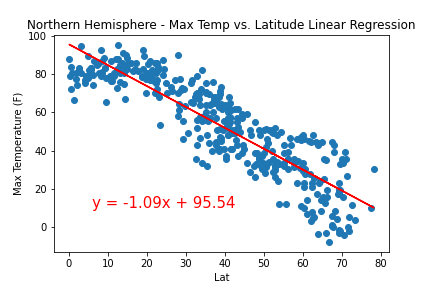 Northern Hemisphere - Max Temp vs. Latitude Linear Regression
Max Temperature (F)
100
80
60
40
20
0
y = -1.09x + 95.54
0 10 20 30 40 50 60 70 80
Lat